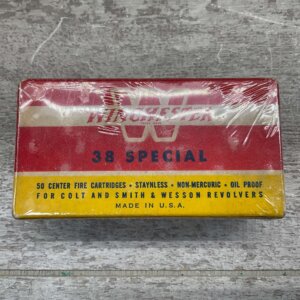 WINCHESTER
W
38 SPECIAL
50 CENTER FIRE CARTRIDGES • STAYNLESS • NON-MERCURIC • OIL PROOF
FOR COLT AND SMITH & WESSON REVOLVERS
MADE IN U.S.A.